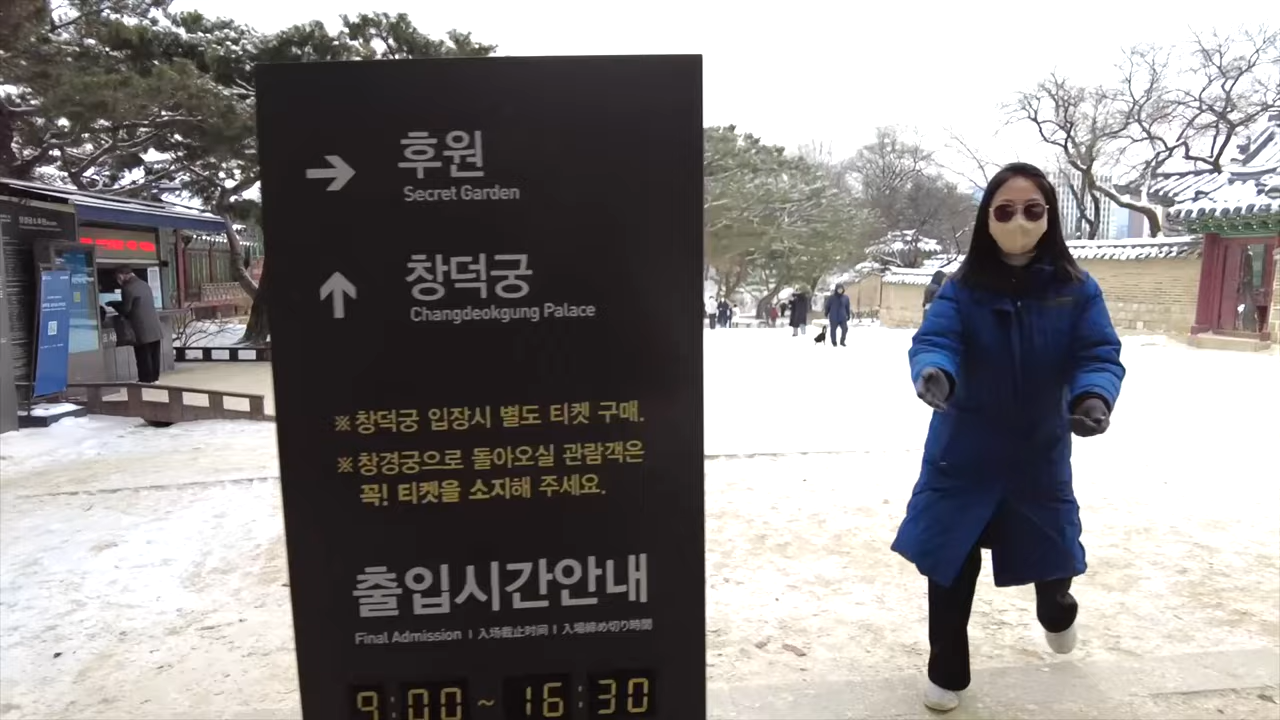 후원
Secret Garden
창덕궁
Changdeokgung Palace
※ 창덕궁 입장시 별도 티켓 구매.
※ 창경궁으로 돌아오실 관람객은
꼭! 티켓을 소지해 주세요.
출입시간안내
Final Admission I 入场截止时间 I 入場締め切り時間
9:00 ~ 16:30